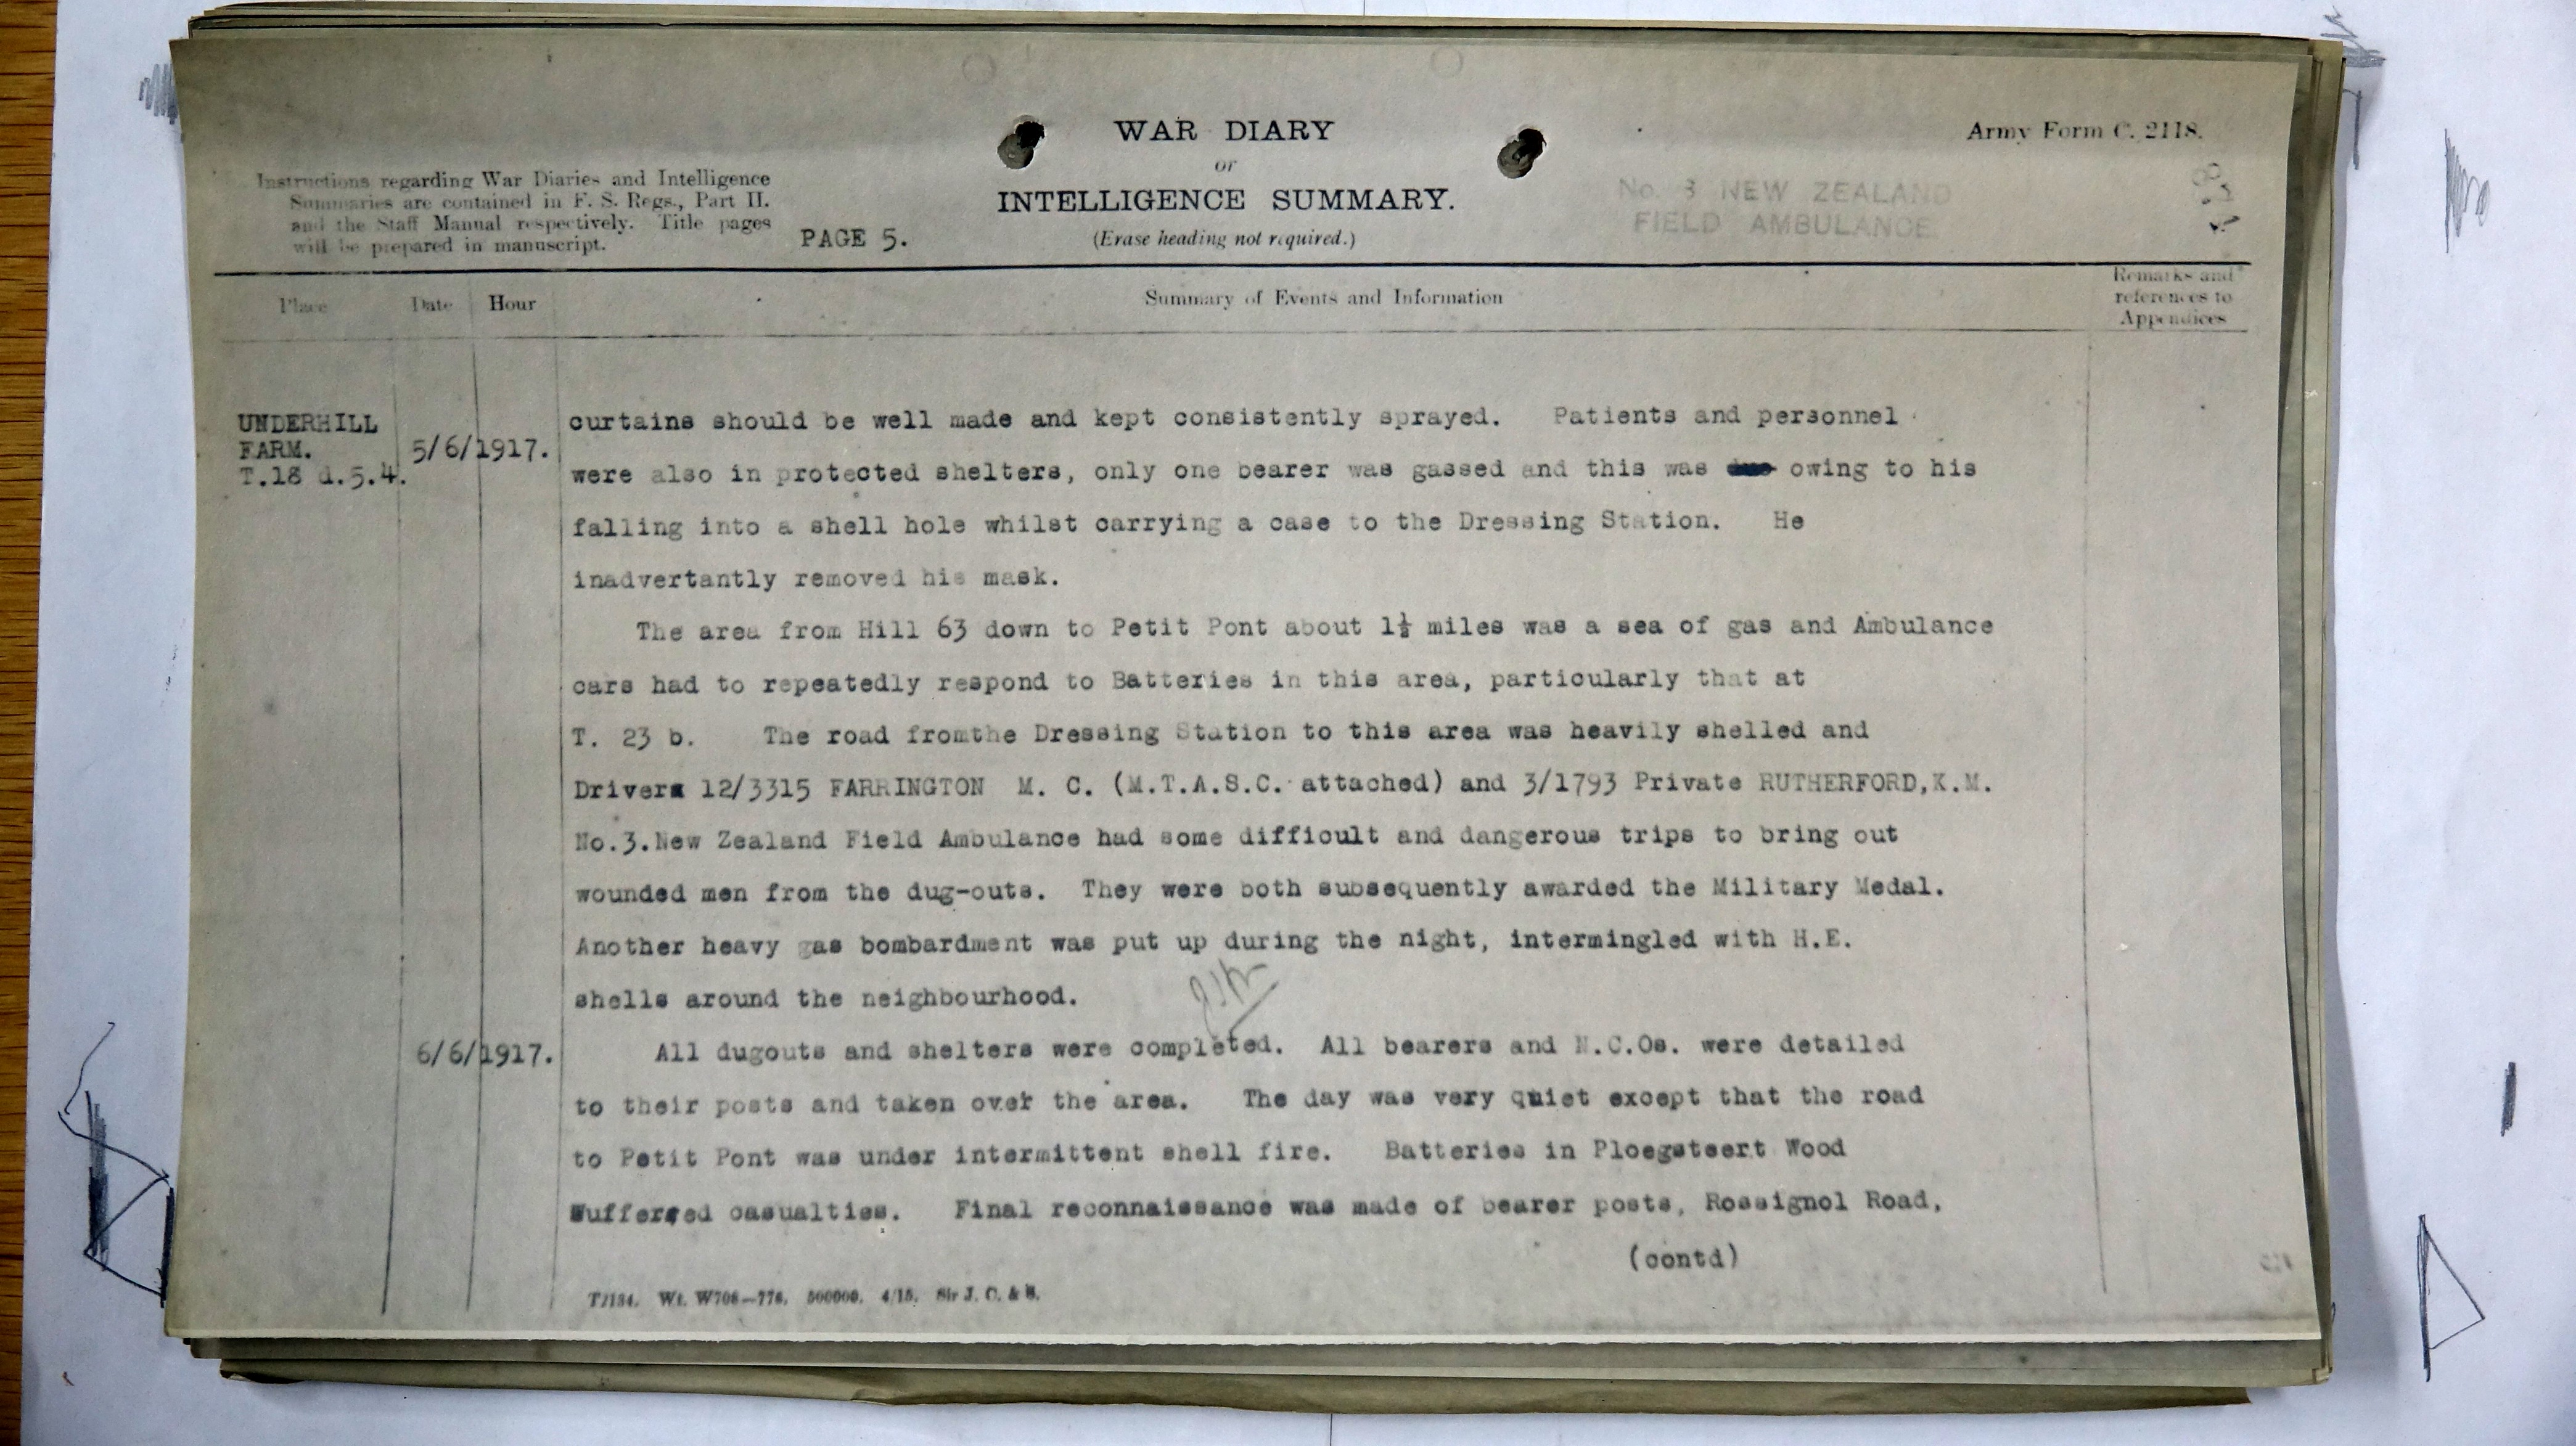 WAR DIARY
or
INTELLIGENCE SUMMARY.
(Erase heading not required.)
Army Form C. 2118.
Instructions regarding War Diaries and Intelligence
Summaries are contained in F. S. Regs., Part II.
and the Staff Manual respectively. Title pages
will be prepared in manuscript.
PAGE 5.
No. 3 NEW ZEALAND
FIELD AMBULANCE
Place
Date
Hour
Summary of Events and Information
Remarks and
references to
Appendices
UNDERHILL
FARM.
T.18 d.5.4.
5/6/1917.
curtains should be well made and kept consistently sprayed. Patients and personnel
were also in protected shelters, only one bearer was gassed and this was owing to his
falling into a shell hole whilst carrying a case to the Dressing Station. He
inadvertantly removed his mask.
The area from Hill 63 down to Petit Pont about 1½ miles was a sea of gas and Ambulance
cars had to repeatedly respond to Batteries in this area, particularly that at
T. 23 b. The road fromthe Dressing Station to this area was heavily shelled and
Drivers 12/3315 FARRINGTON M. C. (M.T.A.S.C. attached) and 3/1793 Private RUTHERFORD,K.M.
No.3.New Zealand Field Ambulance had some difficult and dangerous trips to bring out
wounded men from the dug-outs. They were both subsequently awarded the Military Medal.
Another heavy gas bombardment was put up during the night, intermingled with H.E.
shells around the neighbourhood.
6/6/1917.
All dugouts and shelters were completed. All bearers and N.C.Os. were detailed
to their posts and taken over the area. The day was very quiet except that the road
to Petit Pont was under intermittent shell fire. Batteries in Ploegsteert Wood
Suffered casualties. Final reconnaissance was made of bearer posts, Rossignol Road,
(contd)
T2134. Wt. W708—776. 500000. 4/15. Sir J. C. & S.